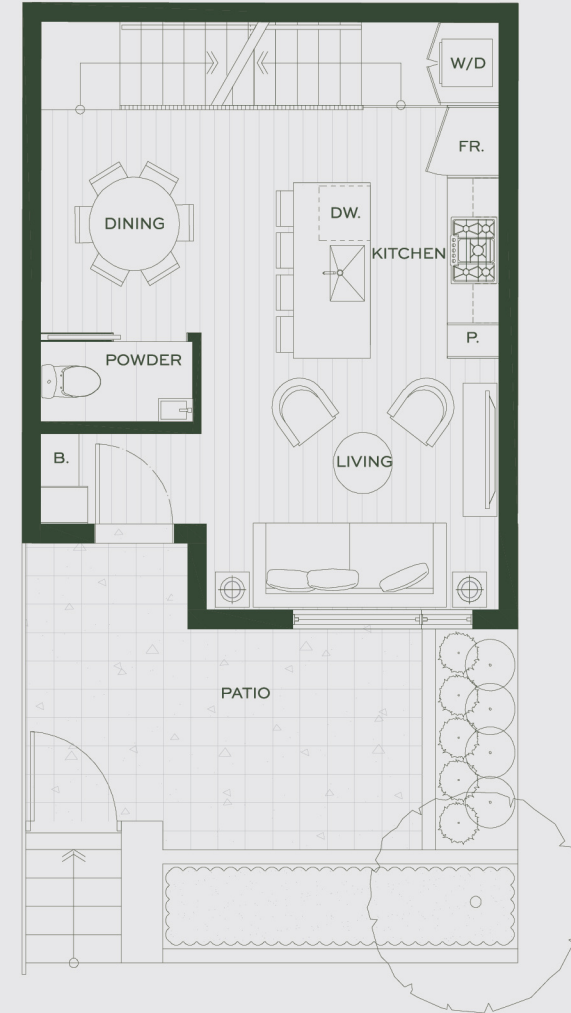 W/D
FR.
DW.
DINING
KITCHEN
P.
POWDER
B.
LIVING
PATIO